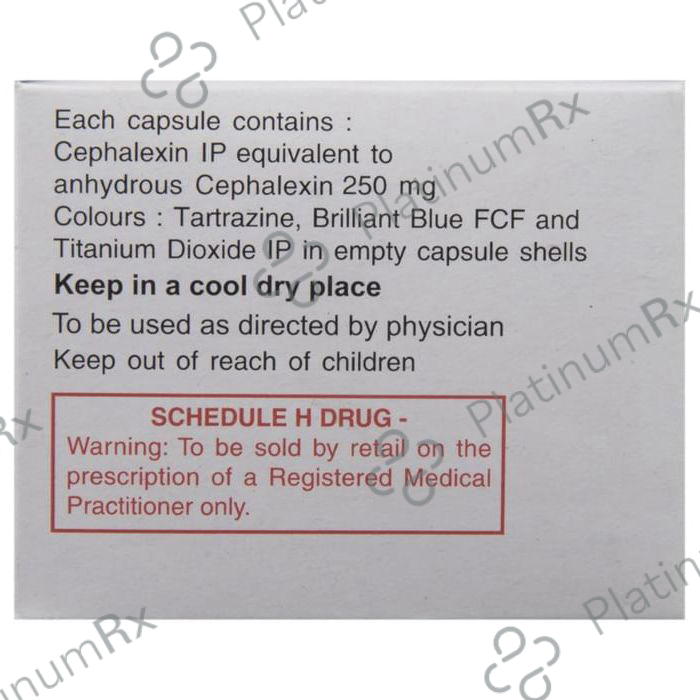 Each capsule contains :
Cephalexin IP equivalent to
anhydrous Cephalexin 250 mg
Colours : Tartrazine, Brilliant Blue FCF and
Titanium Dioxide IP in empty capsule shells
Keep in a cool dry place
To be used as directed by physician
Keep out of reach of children
SCHEDULE H DRUG -
Warning: To be sold by retail on the
prescription of a Registered Medical
Practitioner only.
PlatinumRx
PlatinumRx